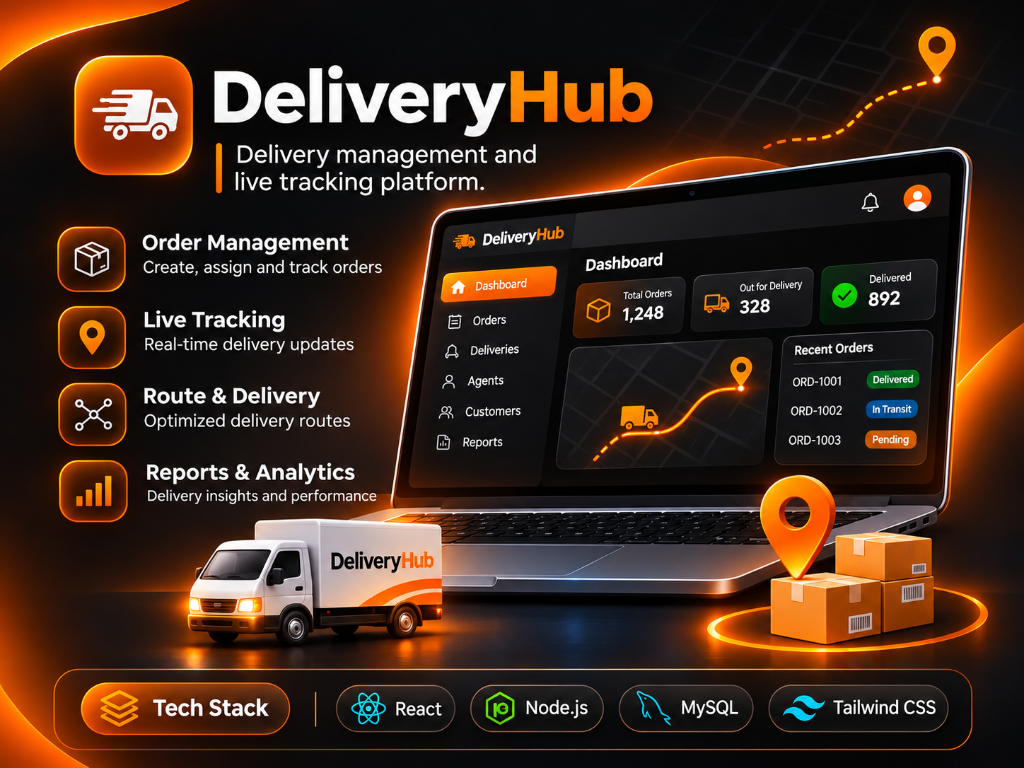 DeliveryHub
Delivery management and
live tracking platform.
Order Management
Create, assign and track orders
Live Tracking
Real-time delivery updates
Route & Delivery
Optimized delivery routes
Reports & Analytics
Delivery insights and performance
DeliveryHub
Dashboard
Orders
Deliveries
Agents
Customers
Reports
Dashboard
Total Orders
1,248
Out for Delivery
328
Delivered
892
Recent Orders
ORD-1001 Delivered
ORD-1002 In Transit
ORD-1003 Pending
DeliveryHub
Tech Stack
React
Node.js
MySQL
Tailwind CSS